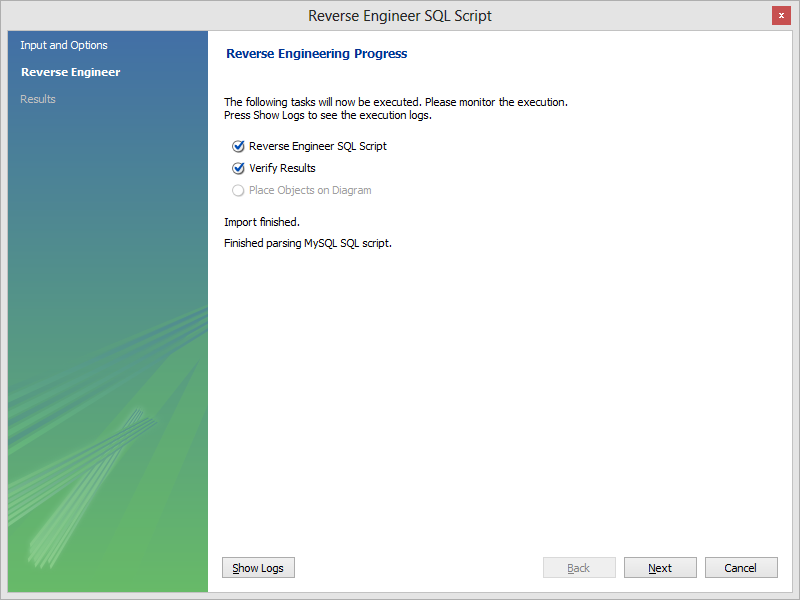 Reverse Engineer SQL Script
x
Input and Options
Reverse Engineer
Results
Reverse Engineering Progress
The following tasks will now be executed. Please monitor the execution.
Press Show Logs to see the execution logs.
Reverse Engineer SQL Script
Verify Results
Place Objects on Diagram
Import finished.
Finished parsing MySQL SQL script.
Show Logs
Back
Next
Cancel